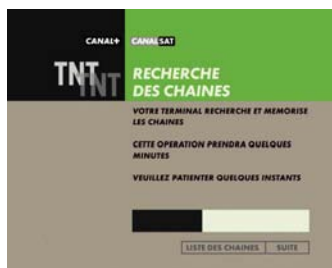 CANAL+ CANALSAT
TNT
TNT
RECHERCHE
DES CHAINES
VOTRE TERMINAL RECHERCHE ET MEMORISE
LES CHAINES
CETTE OPERATION PRENDRA QUELQUES
MINUTES
VEUILLEZ PATIENTER QUELQUES INSTANTS
LISTE DES CHAINES SUITE